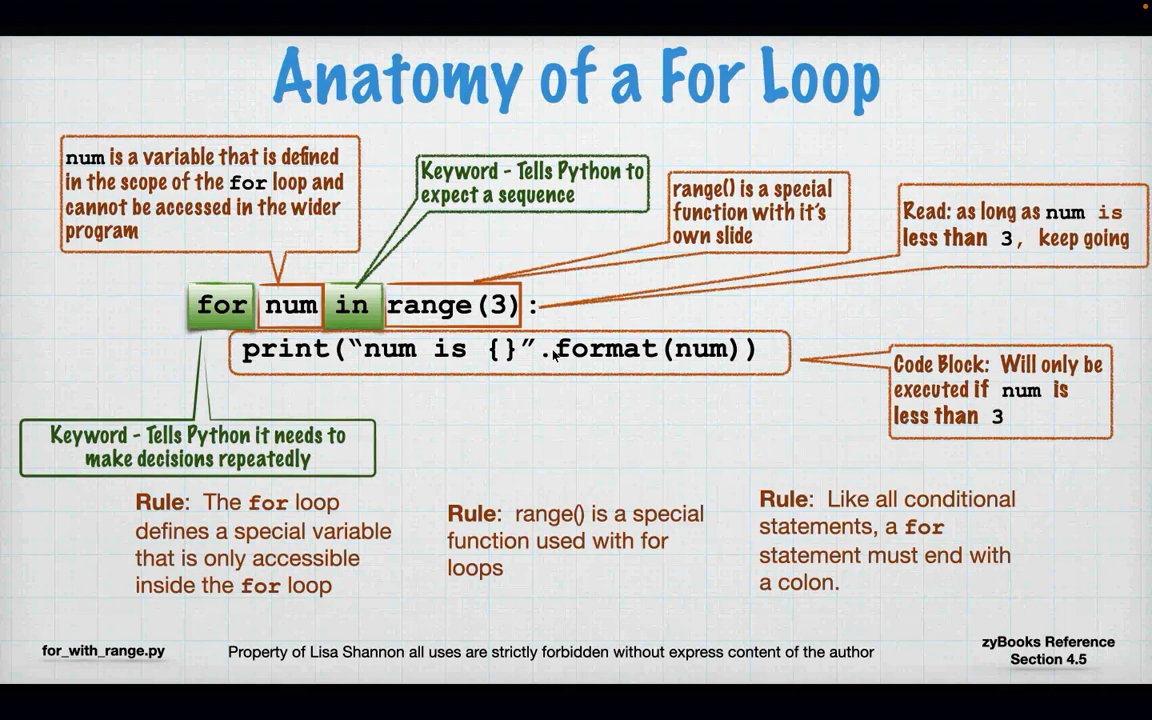 Anatomy of a For Loop
num is a variable that is defined
in the scope of the for loop and
cannot be accessed in the wider
program
Keyword - Tells Python to
expect a sequence
range() is a special
function with it's
own slide
Read: as long as num is
less than 3, keep going
for num in range(3):
print(“num is {}”.format(num))
Code Block: Will only be
executed if num is
less than 3
Keyword - Tells Python it needs to
make decisions repeatedly
Rule: The for loop
defines a special variable
that is only accessible
inside the for loop
Rule: range() is a special
function used with for
loops
Rule: Like all conditional
statements, a for
statement must end with
a colon.
for_with_range.py
Property of Lisa Shannon all uses are strictly forbidden without express content of the author
zyBooks Reference
Section 4.5